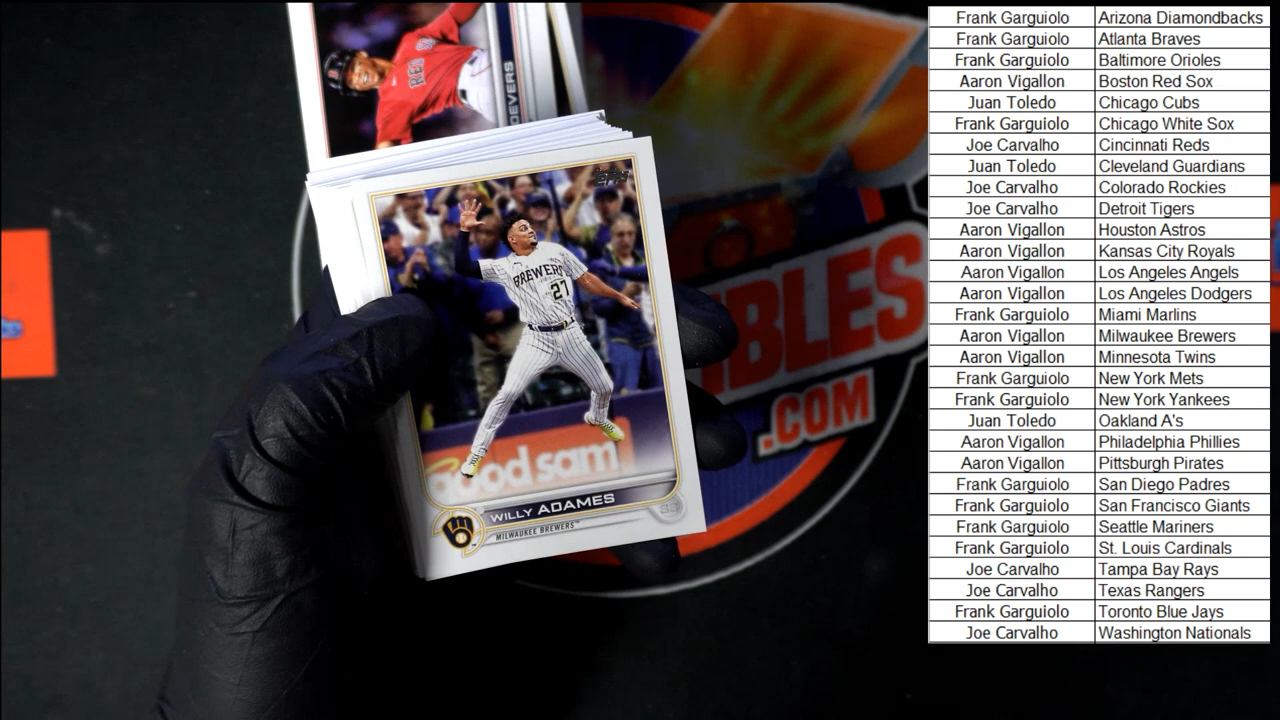 RED S
DEVERS
TOPPS
BREWERS
27
good sam
WILLY ADAMES
SS
MILWAUKEE BREWERS™
IBLES
.COM
Frank Garguiolo Arizona Diamondbacks
Frank Garguiolo Atlanta Braves
Frank Garguiolo Baltimore Orioles
Aaron Vigallon Boston Red Sox
Juan Toledo Chicago Cubs
Frank Garguiolo Chicago White Sox
Joe Carvalho Cincinnati Reds
Juan Toledo Cleveland Guardians
Joe Carvalho Colorado Rockies
Joe Carvalho Detroit Tigers
Aaron Vigallon Houston Astros
Aaron Vigallon Kansas City Royals
Aaron Vigallon Los Angeles Angels
Aaron Vigallon Los Angeles Dodgers
Frank Garguiolo Miami Marlins
Aaron Vigallon Milwaukee Brewers
Aaron Vigallon Minnesota Twins
Frank Garguiolo New York Mets
Frank Garguiolo New York Yankees
Juan Toledo Oakland A's
Aaron Vigallon Philadelphia Phillies
Aaron Vigallon Pittsburgh Pirates
Frank Garguiolo San Diego Padres
Frank Garguiolo San Francisco Giants
Frank Garguiolo Seattle Mariners
Frank Garguiolo St. Louis Cardinals
Joe Carvalho Tampa Bay Rays
Joe Carvalho Texas Rangers
Frank Garguiolo Toronto Blue Jays
Joe Carvalho Washington Nationals